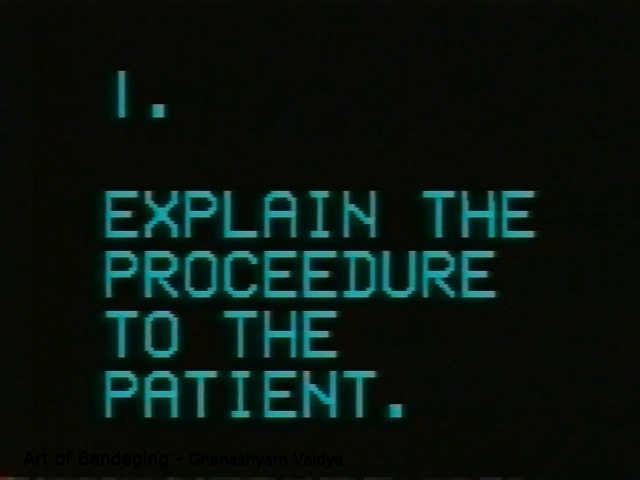 1.
EXPLAIN THE
PROCEEDURE
TO THE
PATIENT.
Art of Bandaging - Ghanashyam Vaidya